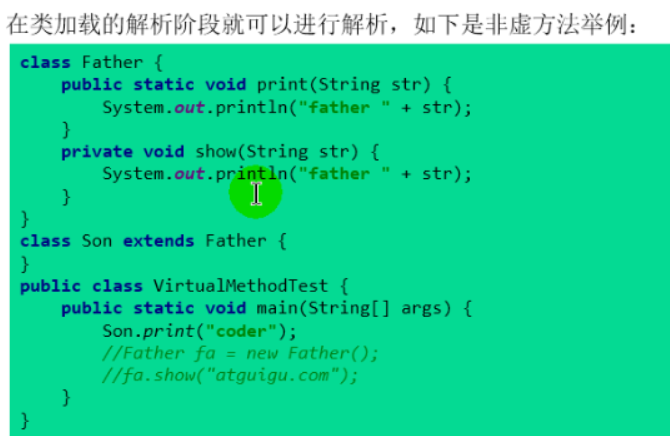 在类加载的解析阶段就可以进行解析，如下是非虚方法举例：
class Father {
    public static void print(String str) {
        System.out.println("father " + str);
    }
    private void show(String str) {
        System.out.println("father " + str);
    }
}
class Son extends Father {
}
public class VirtualMethodTest {
    public static void main(String[] args) {
        Son.print("coder");
        //Father fa = new Father();
        //fa.show("atguigu.com");
    }
}